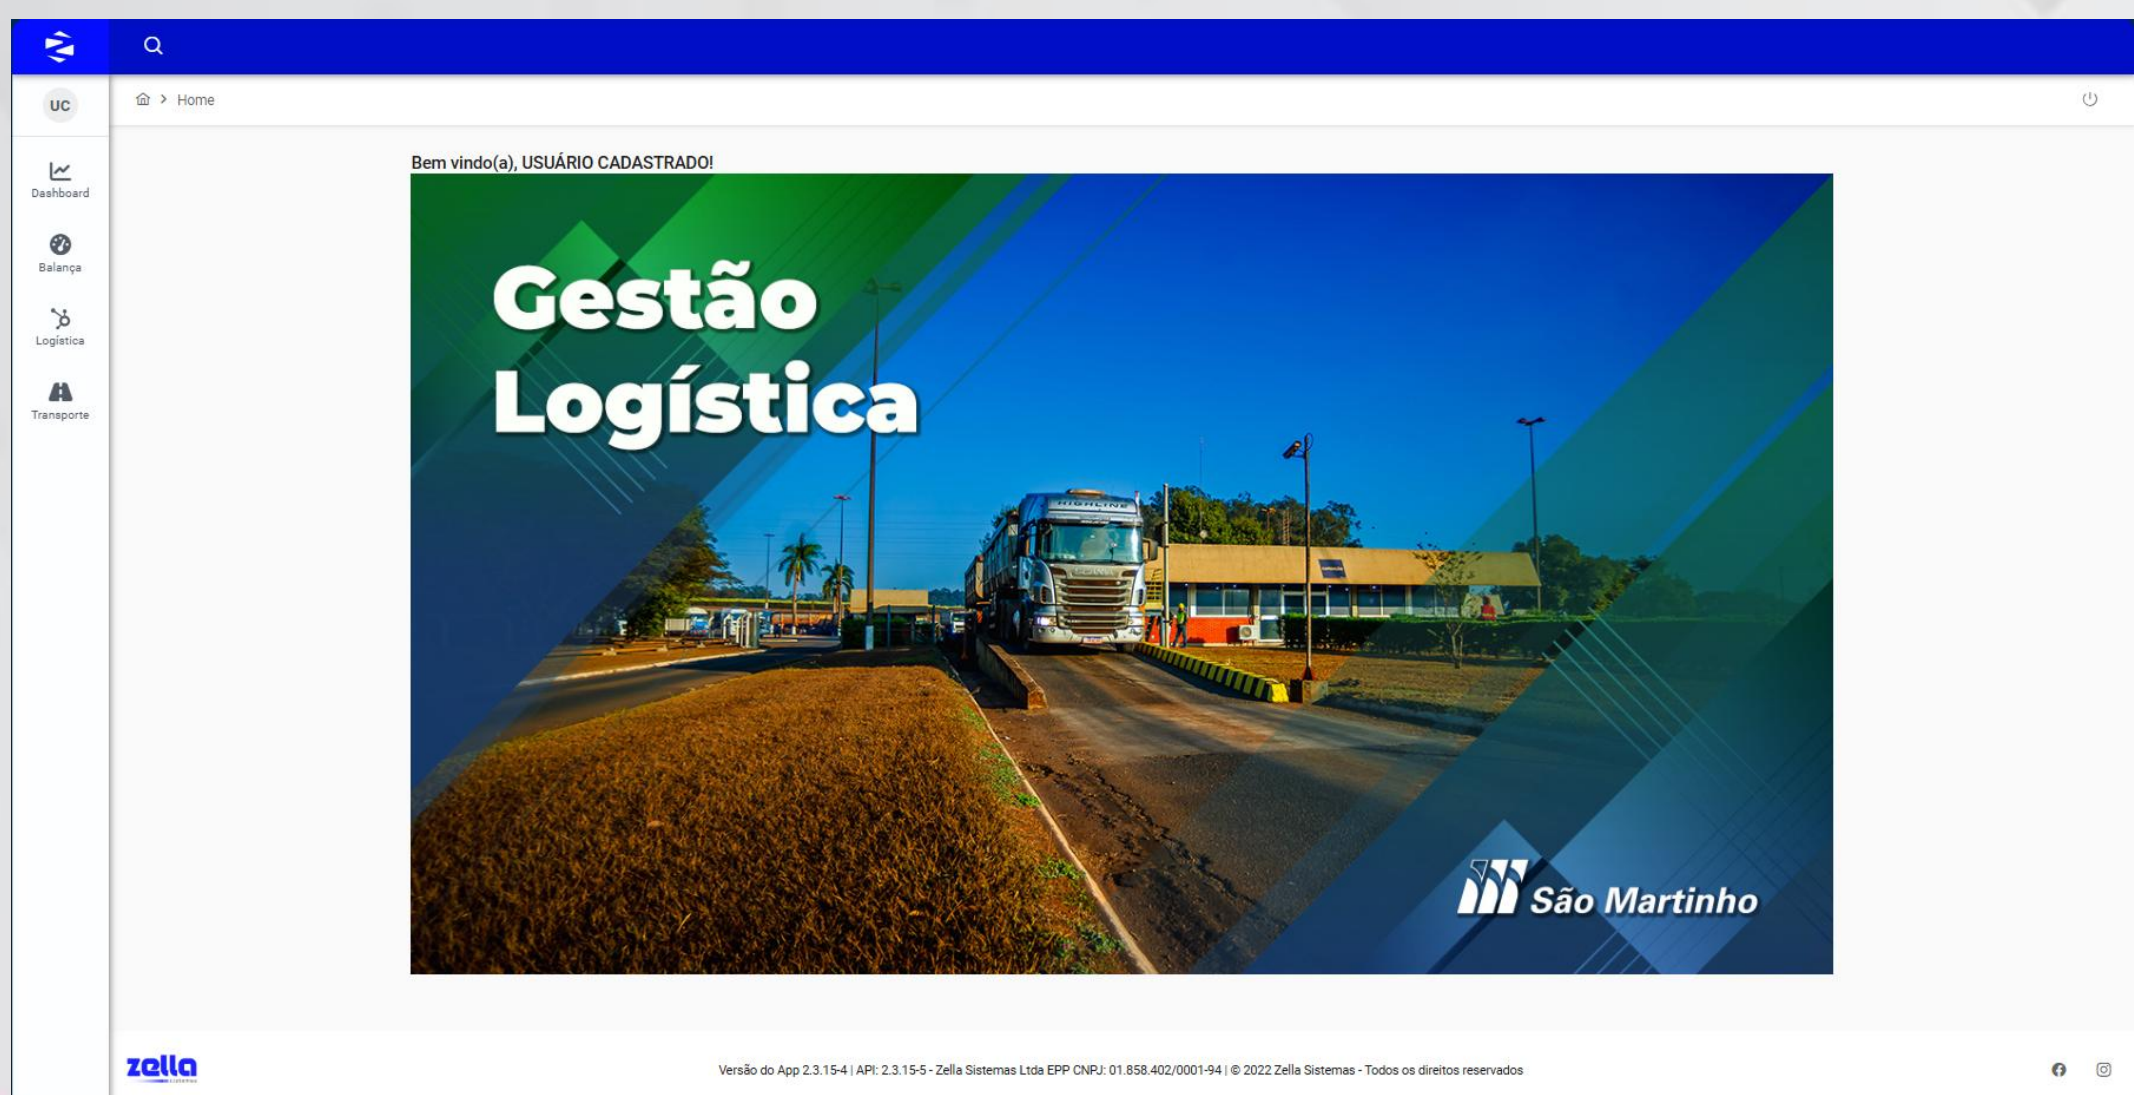 UC
Home
Dashboard
Balança
Logística
Transporte
Bem vindo(a), USUÁRIO CADASTRADO!
Gestão
Logística
HIGHLINE
São Martinho
zella
Versão do App 2.3.15-4 | API: 2.3.15-5 - Zella Sistemas Ltda EPP CNPJ: 01.858.402/0001-94 | © 2022 Zella Sistemas - Todos os direitos reservados